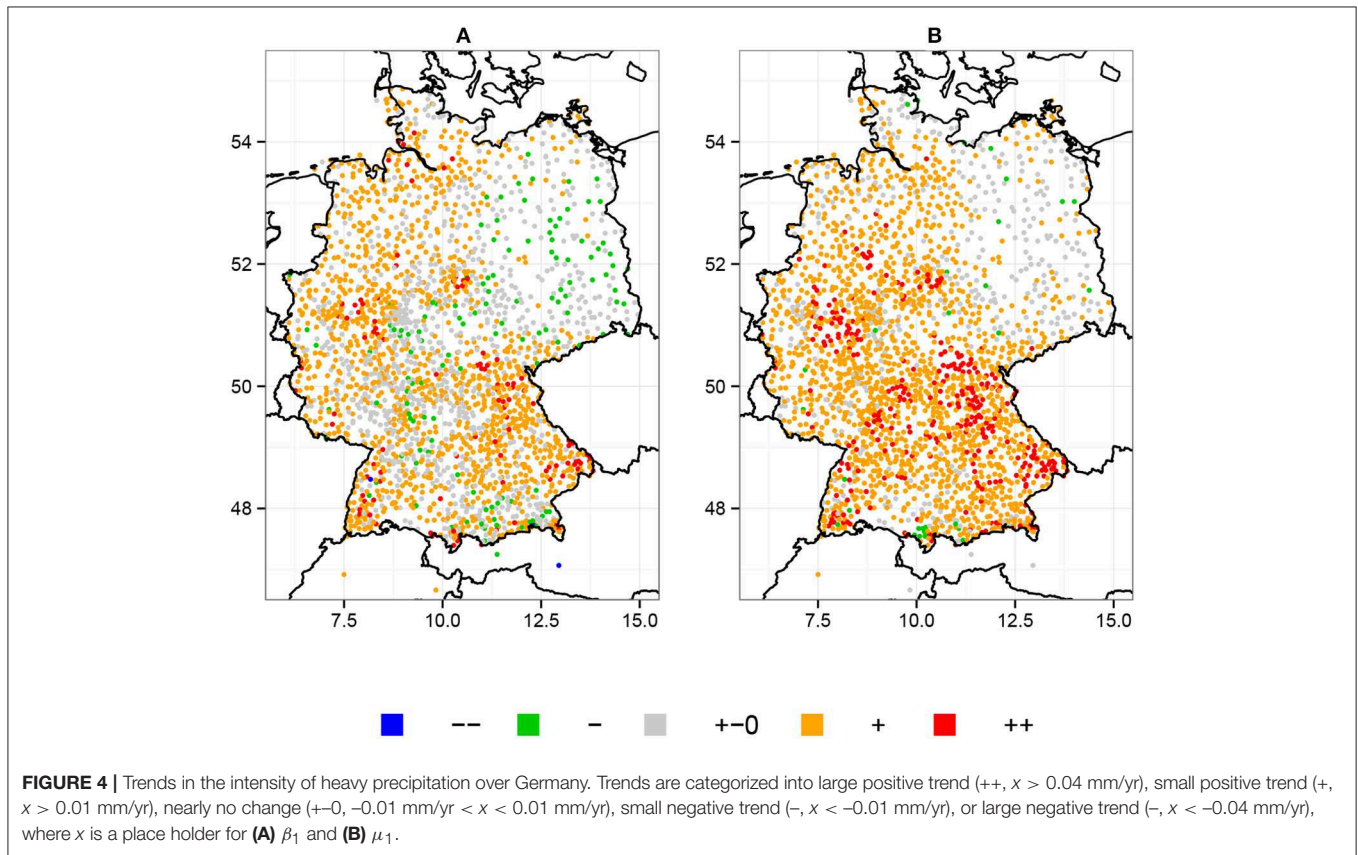 A
B
54
52
50
48
7.5 10.0 12.5 15.0
54
52
50
48
7.5 10.0 12.5 15.0
-- - +-0 + ++
FIGURE 4 | Trends in the intensity of heavy precipitation over Germany. Trends are categorized into large positive trend (++, x > 0.04 mm/yr), small positive trend (+,
x > 0.01 mm/yr), nearly no change (+–0, –0.01 mm/yr < x < 0.01 mm/yr), small negative trend (–, x < –0.01 mm/yr), or large negative trend (–, x < –0.04 mm/yr),
where x is a place holder for (A) β₁ and (B) μ₁.